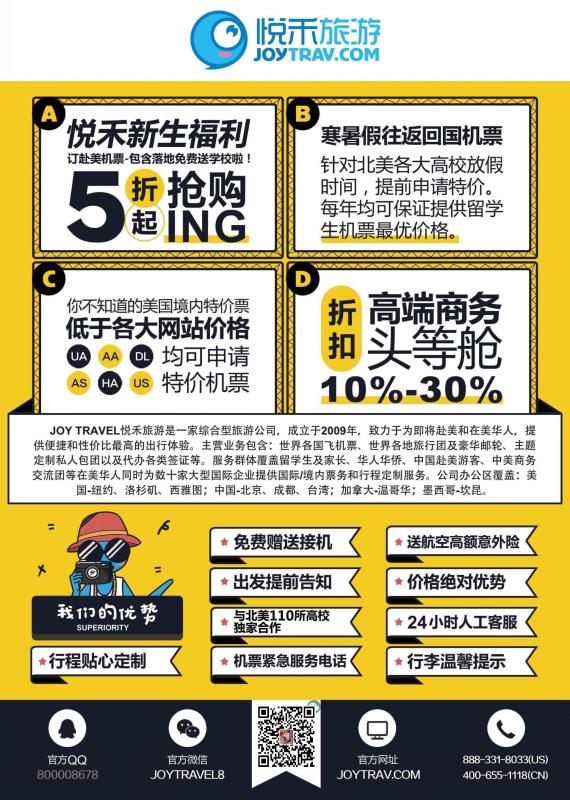 悦禾旅游
JOYTRAV.COM
A
悦禾新生福利
订赴美机票-包含落地免费送学校啦！
5折起
抢购
ING
B
寒暑假往返回国机票
针对北美各大高校放假
时间，提前申请特价。
每年均可保证提供留学
生机票最优价格。
C
你不知道的美国境内特价票
低于各大网站价格
UA AA DL 均可申请
AS HA US 特价机票
D
折扣
高端商务
头等舱
10%-30%
JOY TRAVEL悦禾旅游是一家综合型旅游公司，成立于2009年，致力于为即将赴美和在美华人，提
供便捷和性价比最高的出行体验。主营业务包含：世界各国飞机票、世界各地旅行团及豪华邮轮、主题
定制私人包团以及代办各类签证等。服务群体覆盖留学生及家长、华人华侨、中国赴美游客、中美商务
交流团等在美华人同时为数十家大型国际企业提供国际/境内票务和行程定制服务。公司办公区覆盖：美
国-纽约、洛杉矶、西雅图；中国-北京、成都、台湾；加拿大-温哥华；墨西哥-坎昆。
我们的优势
SUPERIORITY
免费赠送接机
送航空高额意外险
出发提前告知
价格绝对优势
与北美110所高校
独家合作
24小时人工客服
行程贴心定制
机票紧急服务电话
行李温馨提示
官方QQ
800008678
官方微信
JOYTRAVEL8
官方网址
JOYTRAV.COM
888-331-8033(US)
400-655-1118(CN)